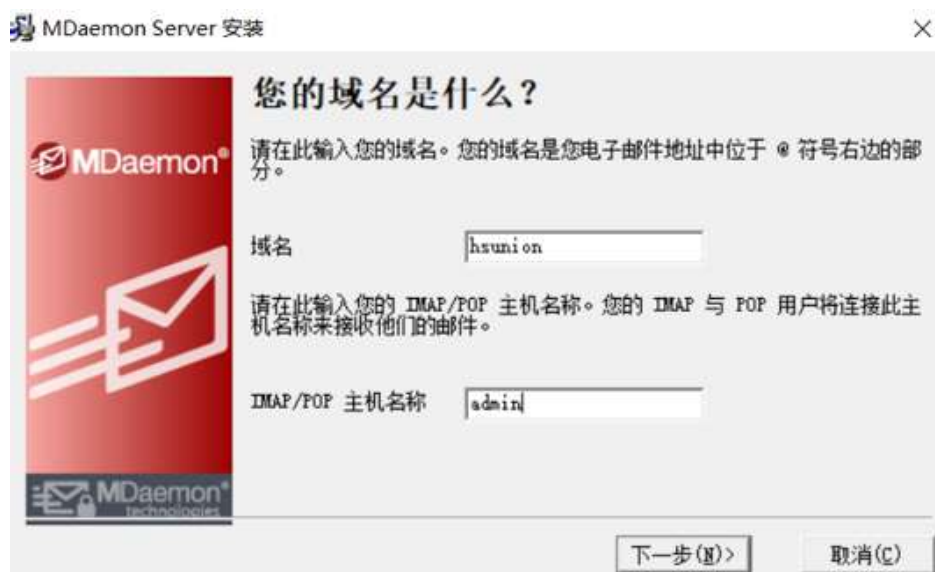 MDaemon Server 安装
您的域名是什么？
请在此输入您的域名。您的域名是您电子邮件地址中位于 @ 符号右边的部
分。
MDaemon®
域名
hsunion
请在此输入您的 IMAP/POP 主机名称。您的 IMAP 与 POP 用户将连接此主
机名称来接收他们的邮件。
IMAP/POP 主机名称
admin
MDaemon®
technologies
下一步(N)>
取消(C)